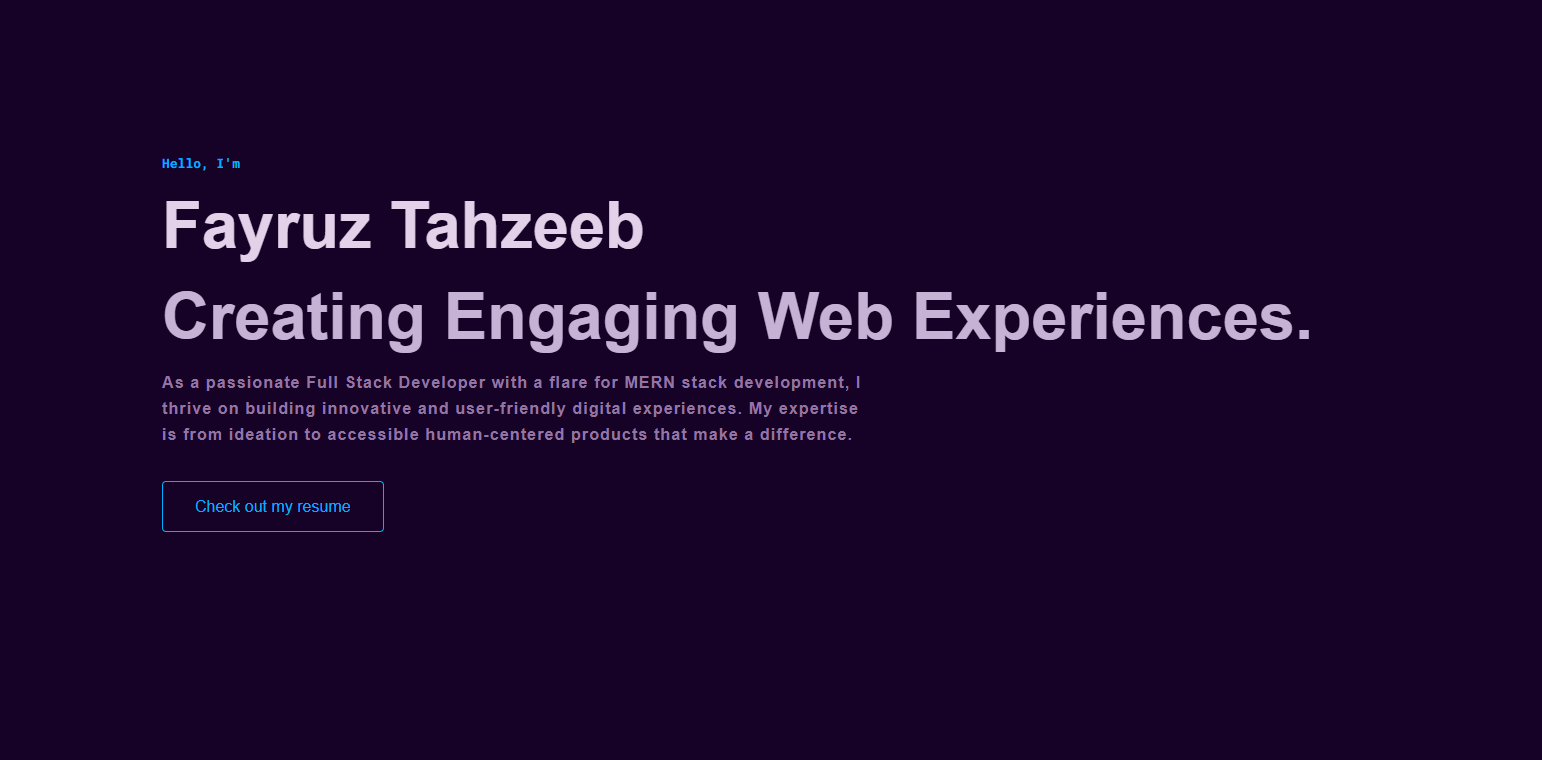 Hello, I'm
Fayruz Tahzeeb
Creating Engaging Web Experiences.
As a passionate Full Stack Developer with a flare for MERN stack development, I
thrive on building innovative and user-friendly digital experiences. My expertise
is from ideation to accessible human-centered products that make a difference.
Check out my resume